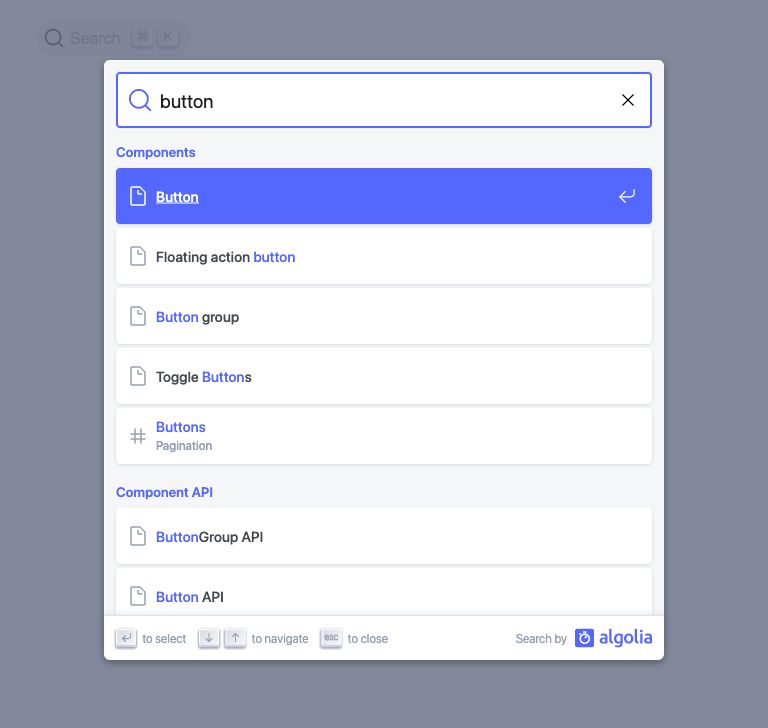 Search ⌘ K
button
Components
Button
Floating action button
Button group
Toggle Buttons
Buttons
Pagination
Component API
ButtonGroup API
Button API
to select to navigate esc to close Search by algolia